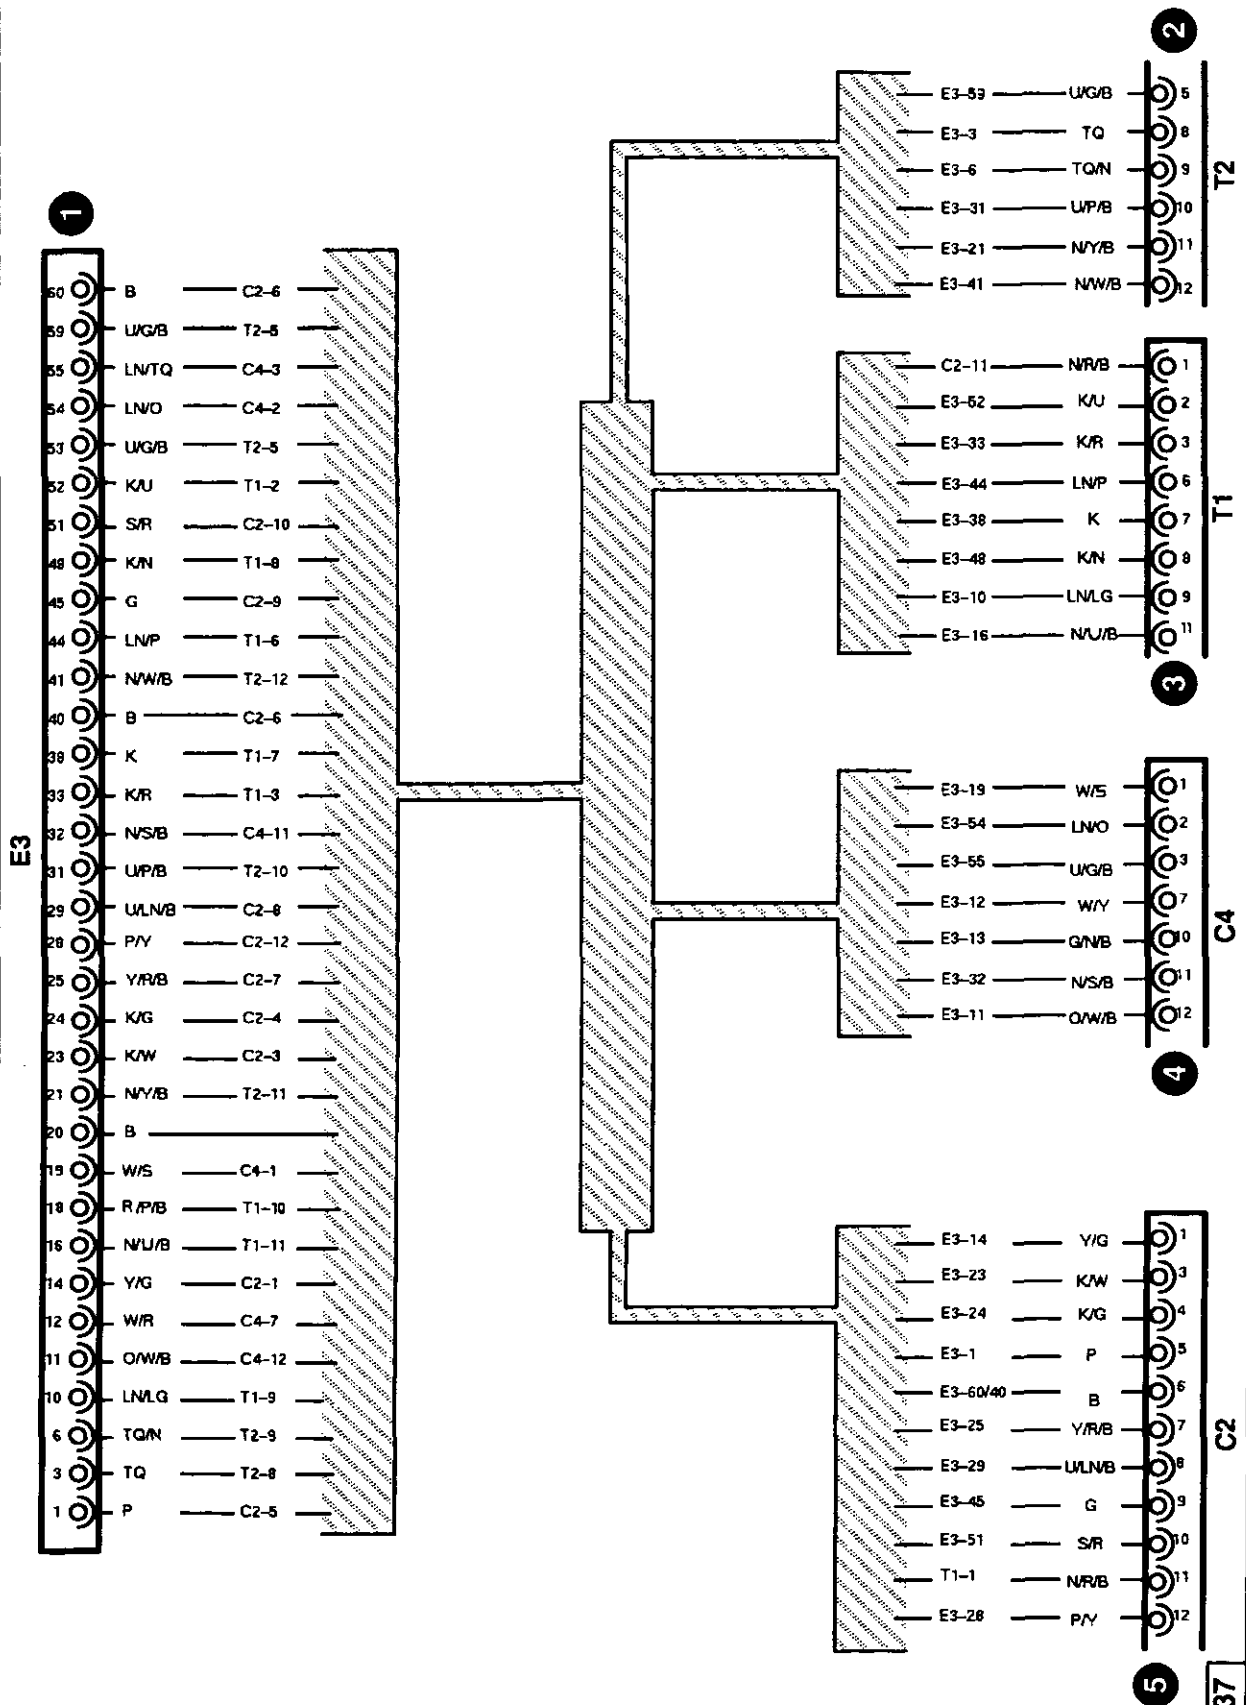 1
E3
60 B C2-6
59 U/G/B T2-5
55 LN/TQ C4-3
54 LN/O C4-2
53 U/G/B T2-5
52 K/U T1-2
51 S/R C2-10
48 K/N T1-8
45 G C2-9
44 LN/P T1-6
41 N/W/B T2-12
40 B C2-6
38 K T1-7
33 K/R T1-3
32 N/S/B C4-11
31 U/P/B T2-10
29 U/LN/B C2-8
28 P/Y C2-12
25 Y/R/B C2-7
24 K/G C2-4
23 K/W C2-3
21 N/Y/B T2-11
20 B
19 W/S C4-1
18 R/P/B T1-10
16 N/U/B T1-11
14 Y/G C2-1
12 W/R C4-7
11 O/W/B C4-12
10 LN/LG T1-9
6 TQ/N T2-9
3 TQ T2-8
1 P C2-5
2
E3-59 U/G/B 5
E3-3 TQ 8
E3-6 TQ/N 9
E3-31 U/P/B 10
E3-21 N/Y/B 11
E3-41 N/W/B 12
T2
C2-11 N/R/B 1
E3-52 K/U 2
E3-33 K/R 3
E3-44 LN/P 6
E3-38 K 7
E3-48 K/N 8
E3-10 LN/LG 9
E3-16 N/U/B 11
T1
3
E3-19 W/S 1
E3-54 LN/O 2
E3-55 U/G/B 3
E3-12 W/Y 7
E3-13 G/N/B 10
E3-32 N/S/B 11
E3-11 O/W/B 12
C4
4
E3-14 Y/G 1
E3-23 K/W 3
E3-24 K/G 4
E3-1 P 5
E3-60/40 B 6
E3-25 Y/R/B 7
E3-29 U/LN/B 8
E3-45 G 9
E3-51 S/R 10
T1-1 N/R/B 11
E3-28 P/Y 12
C2
5
37